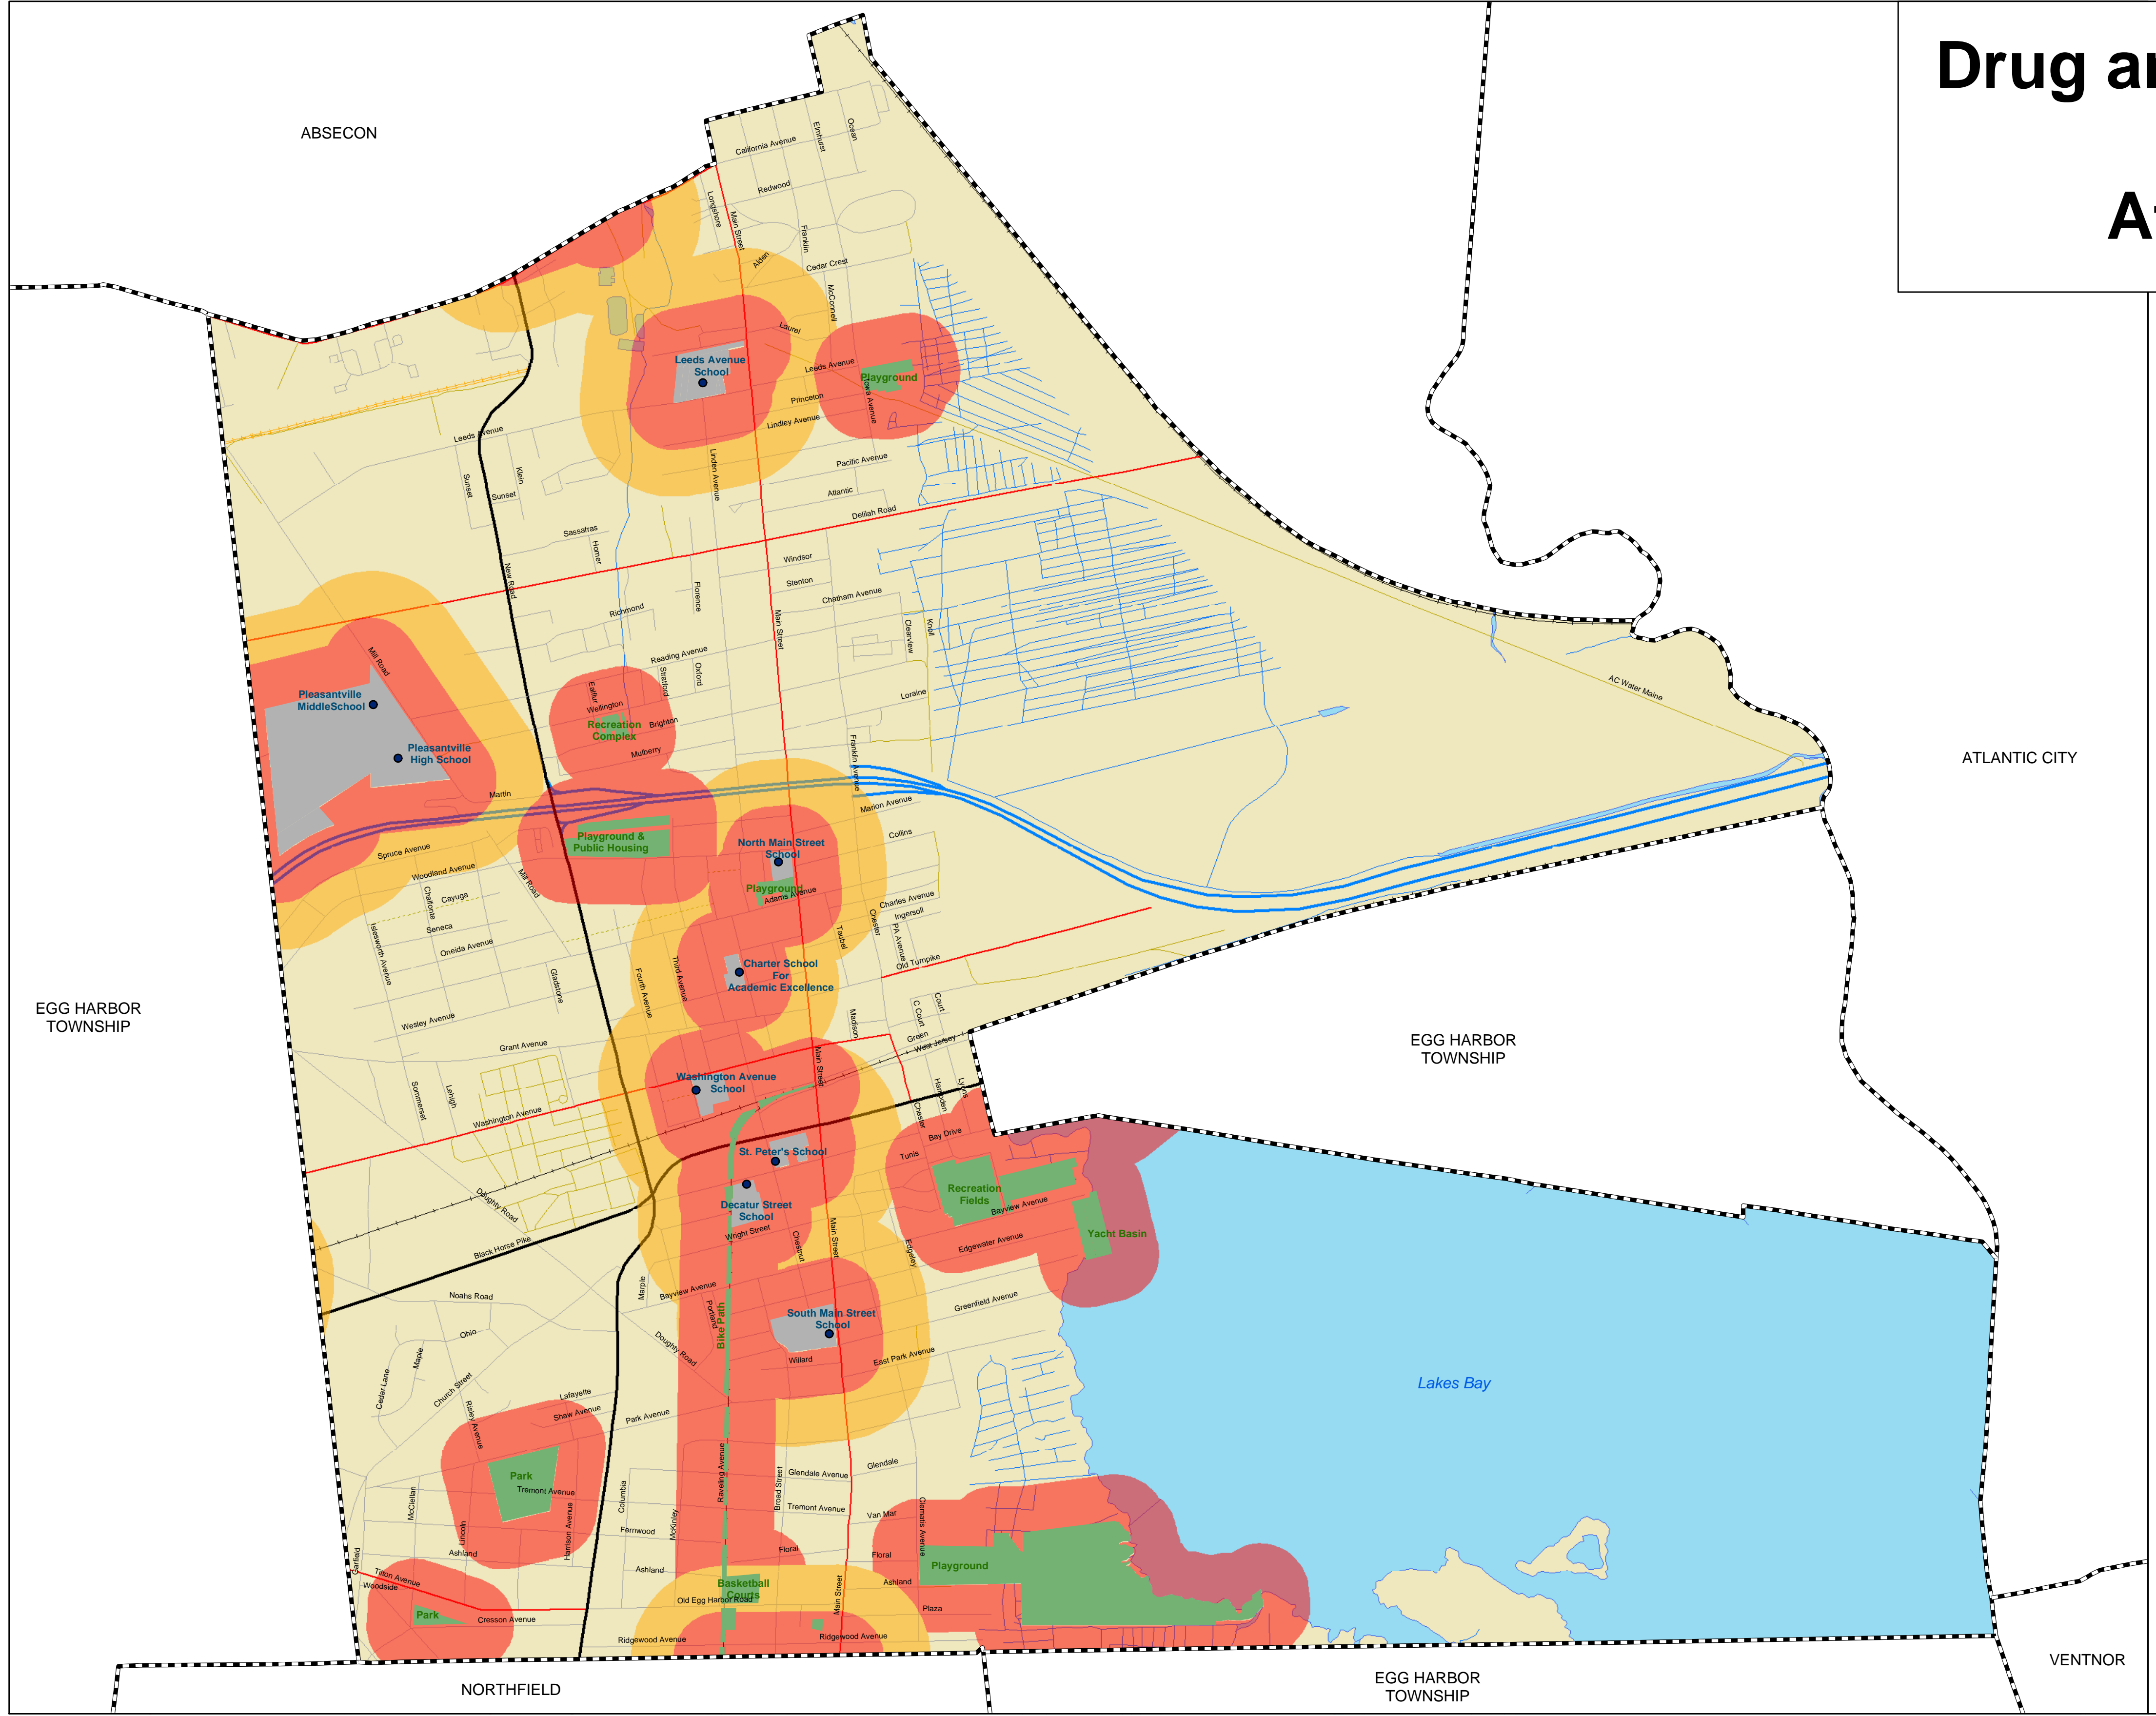 Drug ar
A
ABSECON
California Avenue
Elmhurst
Ocean
Redwood
Longshore
Main Street
Franklin
Alden
Cedar Crest
McConnell
Laurel
Leeds Avenue
School
Leeds Avenue
Playground
Iowa Avenue
Princeton
Lindley Avenue
Leeds Avenue
Sunset
Klein
Sunset
Linden Avenue
Pacific Avenue
Atlantic
Delilah Road
Sassafras
Homer
New Road
Windsor
Stenton
Florence
Chatham Avenue
Richmond
Main Street
Clearview
Knoll
Mill Road
Reading Avenue
Oxford
Stratford
Wellington
Loraine
AC Water Maine
Pleasantville
MiddleSchool
Recreation
Complex
Brighton
Mulberry
Franklin Avenue
Pleasantville
High School
ATLANTIC CITY
Martin
Marion Avenue
Collins
Playground &
Public Housing
North Main Street
School
Spruce Avenue
Woodland Avenue
Mill Road
Playground
Adams Avenue
Chalfonte
Cayuga
Charles Avenue
Ingersoll
Seneca
Oneida Avenue
Islesworth Avenue
Chester
PA Avenue
Taubel
Old Turnpike
Gladstone
Fourth Avenue
Third Avenue
Charter School
For
Academic Excellence
EGG HARBOR
TOWNSHIP
Wesley Avenue
Madison
C Court
Court
Green
West Jersey
Grant Avenue
EGG HARBOR
TOWNSHIP
Main Street
Washington Avenue
School
Sommerset
Lehigh
Washington Avenue
Hampden
Lyons
Chester
Bay Drive
Tunis
St. Peter's School
Recreation
Fields
Bayview Avenue
Decatur Street
School
Wright Street
Chestnut
Main Street
Doughty Road
Black Horse Pike
Edgeley
Edgewater Avenue
Yacht Basin
Noahs Road
Marple
Bayview Avenue
Portland
Bike Path
Greenfield Avenue
South Main Street
School
Ohio
Doughty Road
Willard
East Park Avenue
Maple
Cedar Lane
Church Street
Lakes Bay
Lafayette
Shaw Avenue
Park Avenue
Risley Avenue
Park
Tremont Avenue
Raveling Avenue
Broad Street
Glendale Avenue
Glendale
Tremont Avenue
Van Mar
Clematis Avenue
McClellan
Lincoln
Harrison Avenue
Columbia
McKinley
Fernwood
Ashland
Floral
Floral
Garfield
Tilton Avenue
Woodside
Ashland
Basketball
Courts
Old Egg Harbor Road
Ashland
Playground
Park
Cresson Avenue
Main Street
Plaza
Ridgewood Avenue
Ridgewood Avenue
NORTHFIELD
EGG HARBOR
TOWNSHIP
VENTNOR